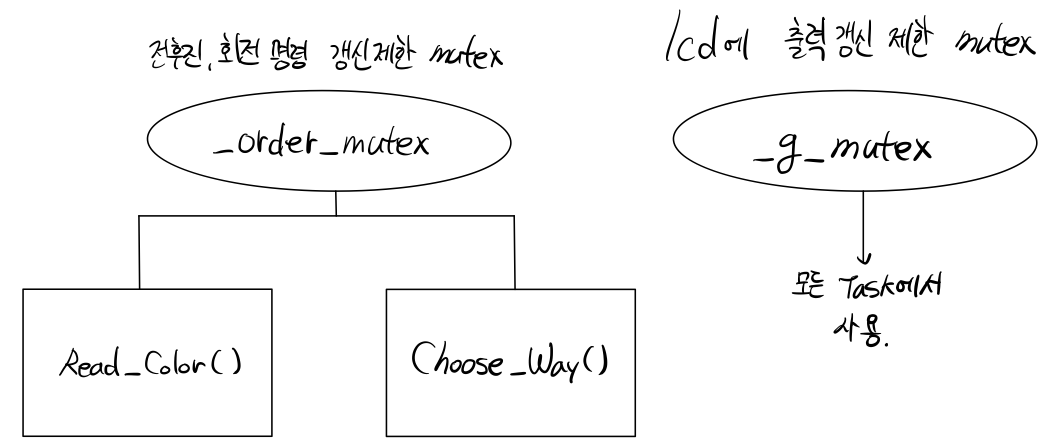 전후진, 회전 명령 갱신제한 mutex
_order_mutex
Read_Color()
Choose_Way()
lcd에 출력 갱신 제한 mutex
_g_mutex
모든 Task에서
사용.